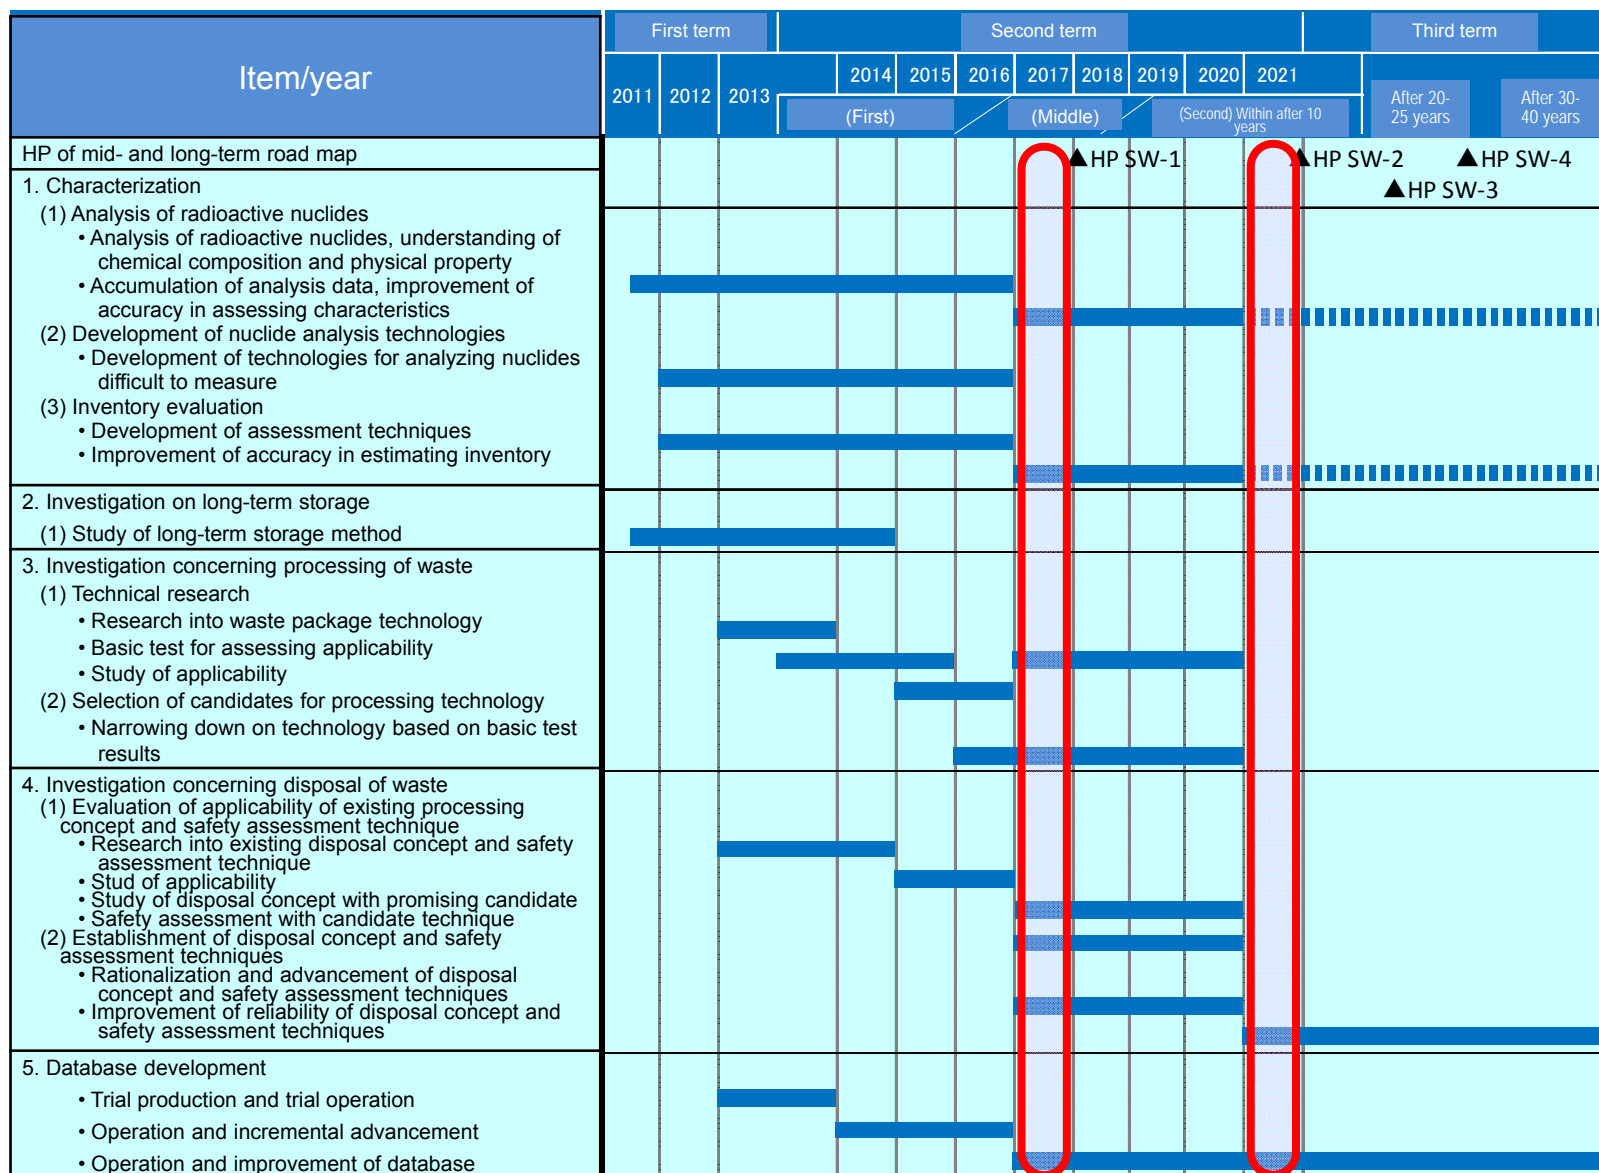 Item/year
First term
Second term
Third term
2011
2012
2013
2014
2015
2016
2017
2018
2019
2020
2021
(First)
(Middle)
(Second) Within after 10
years
After 20-
25 years
After 30-
40 years
HP of mid- and long-term road map
▲HP SW-1
▲HP SW-2
▲HP SW-4
▲HP SW-3
1. Characterization
(1) Analysis of radioactive nuclides
• Analysis of radioactive nuclides, understanding of
chemical composition and physical property
• Accumulation of analysis data, improvement of
accuracy in assessing characteristics
(2) Development of nuclide analysis technologies
• Development of technologies for analyzing nuclides
difficult to measure
(3) Inventory evaluation
• Development of assessment techniques
• Improvement of accuracy in estimating inventory
2. Investigation on long-term storage
(1) Study of long-term storage method
3. Investigation concerning processing of waste
(1) Technical research
• Research into waste package technology
• Basic test for assessing applicability
• Study of applicability
(2) Selection of candidates for processing technology
• Narrowing down on technology based on basic test
results
4. Investigation concerning disposal of waste
(1) Evaluation of applicability of existing processing
concept and safety assessment technique
• Research into existing disposal concept and safety
assessment technique
• Stud of applicability
• Study of disposal concept with promising candidate
• Safety assessment with candidate technique
(2) Establishment of disposal concept and safety
assessment techniques
• Rationalization and advancement of disposal
concept and safety assessment techniques
• Improvement of reliability of disposal concept and
safety assessment techniques
5. Database development
• Trial production and trial operation
• Operation and incremental advancement
• Operation and improvement of database